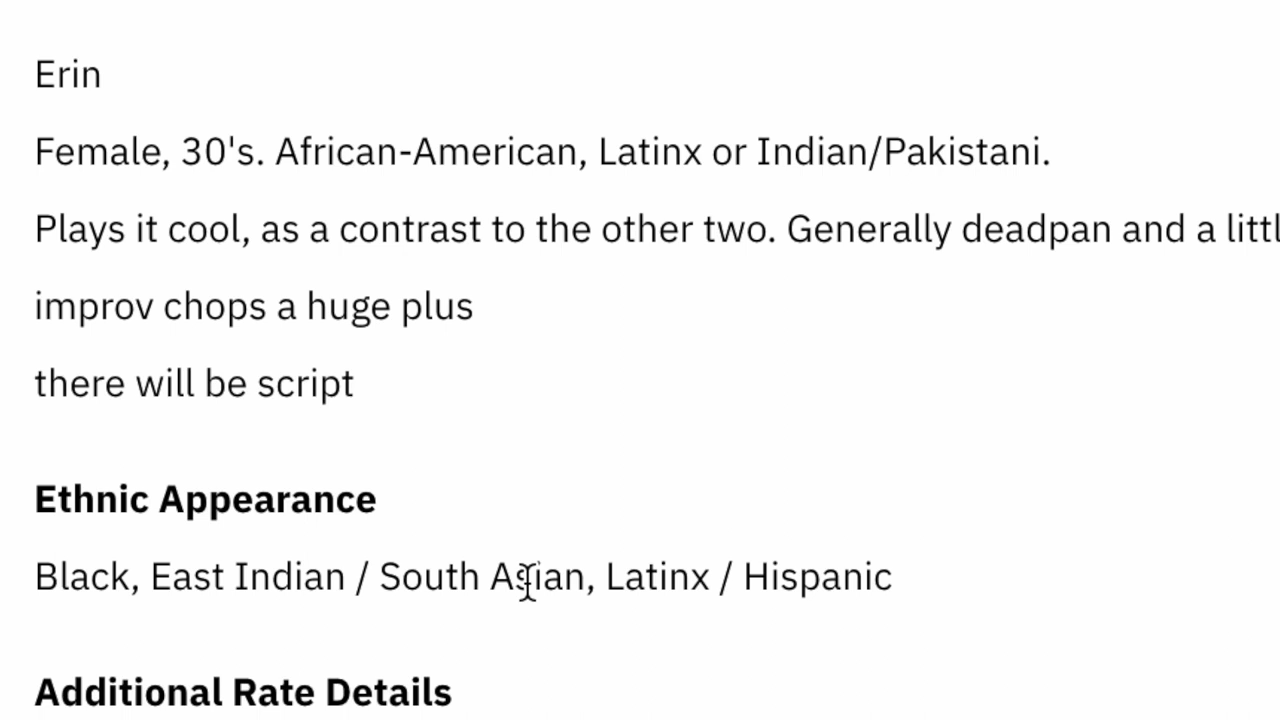 Erin
Female, 30's. African-American, Latinx or Indian/Pakistani.
Plays it cool, as a contrast to the other two. Generally deadpan and a
improv chops a huge plus
there will be script
Ethnic Appearance
Black, East Indian / South Asian, Latinx / Hispanic
Additional Rate Details